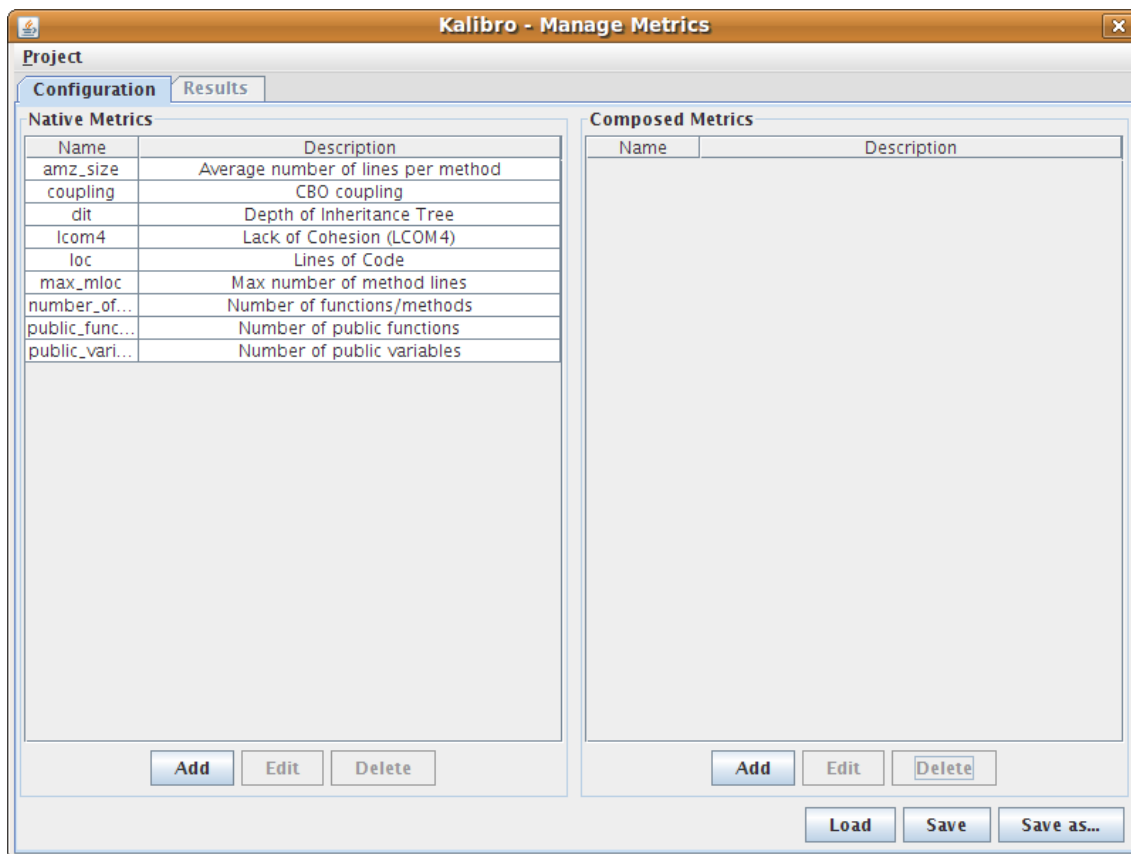 Kalibro - Manage Metrics
Project
Configuration Results
Native Metrics
Name Description
amz_size Average number of lines per method
coupling CBO coupling
dit Depth of Inheritance Tree
lcom4 Lack of Cohesion (LCOM4)
loc Lines of Code
max_mloc Max number of method lines
number_of... Number of functions/methods
public_func... Number of public functions
public_vari... Number of public variables
Add Edit Delete
Composed Metrics
Name Description
Add Edit Delete
Load Save Save as...